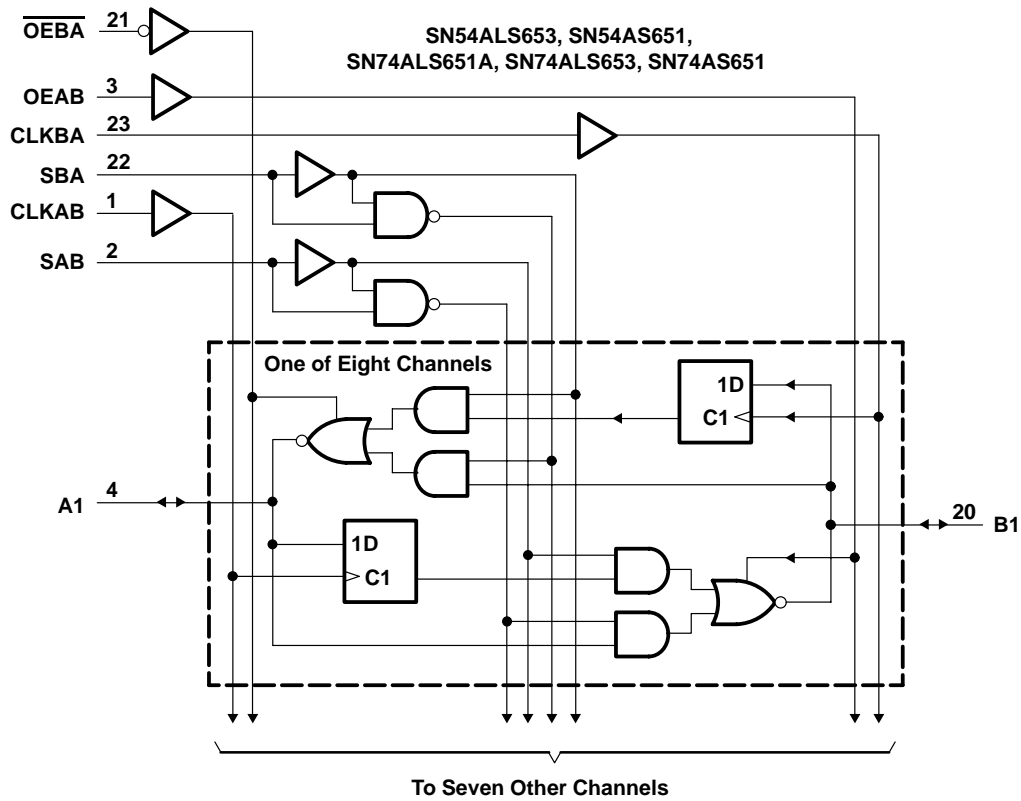 OEBA 21
SN54ALS653, SN54AS651,
SN74ALS651A, SN74ALS653, SN74AS651
OEAB 3
CLKBA 23
SBA 22
CLKAB 1
SAB 2
One of Eight Channels
1D
C1
A1 4
20 B1
1D
C1
To Seven Other Channels